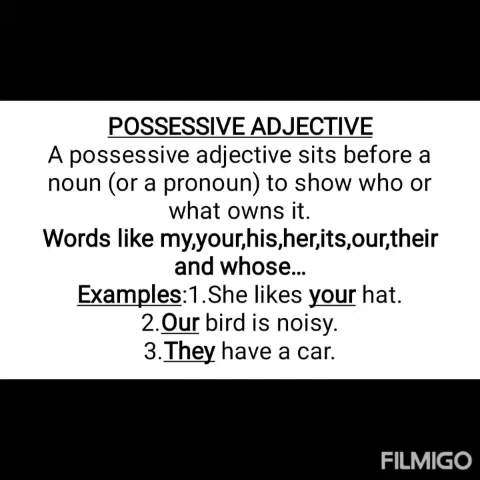 POSSESSIVE ADJECTIVE
A possessive adjective sits before a
noun (or a pronoun) to show who or
what owns it.
Words like my,your,his,her,its,our,their
and whose...
Examples:1.She likes your hat.
2.Our bird is noisy.
3.They have a car.
FILMIGO